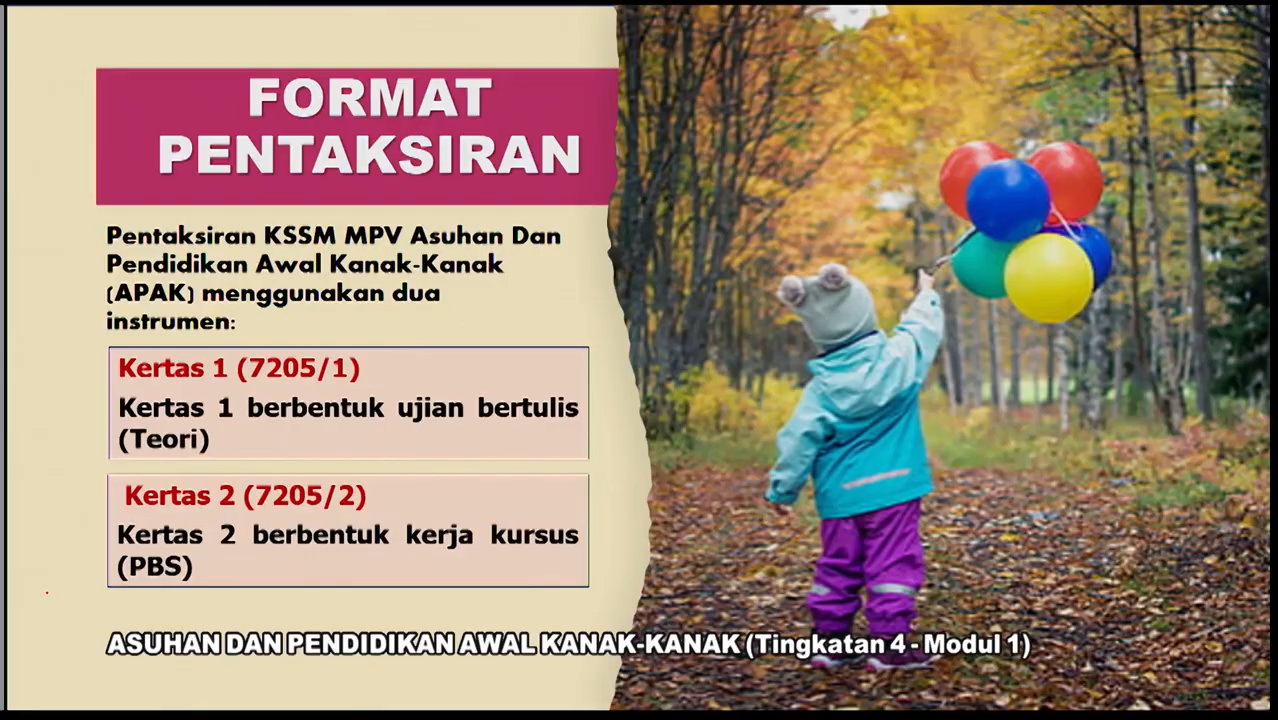 FORMAT
PENTAKSIRAN
Pentaksiran KSSM MPV Asuhan Dan
Pendidikan Awal Kanak-Kanak
(APAK) menggunakan dua
instrumen:
Kertas 1 (7205/1)
Kertas 1 berbentuk ujian bertulis
(Teori)
Kertas 2 (7205/2)
Kertas 2 berbentuk kerja kursus
(PBS)
ASUHAN DAN PENDIDIKAN AWAL KANAK-KANAK (Tingkatan 4 - Modul 1)